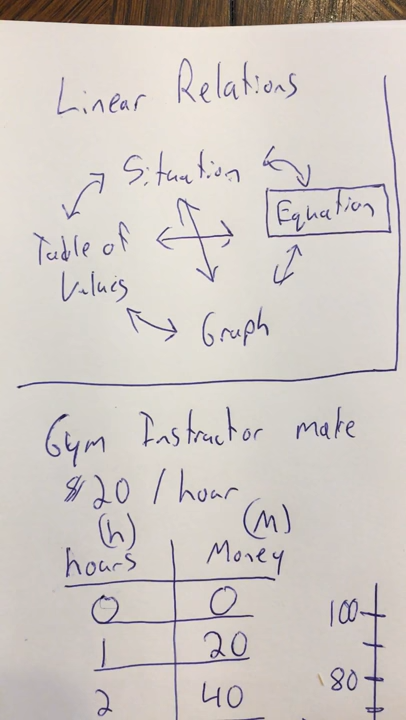 Linear Relations
Situation
Equation
Table of
Values
Graph
Gym Instructor make
$20 / hour
(h) (M)
hours Money
0 0
1 20
2 40
100
80